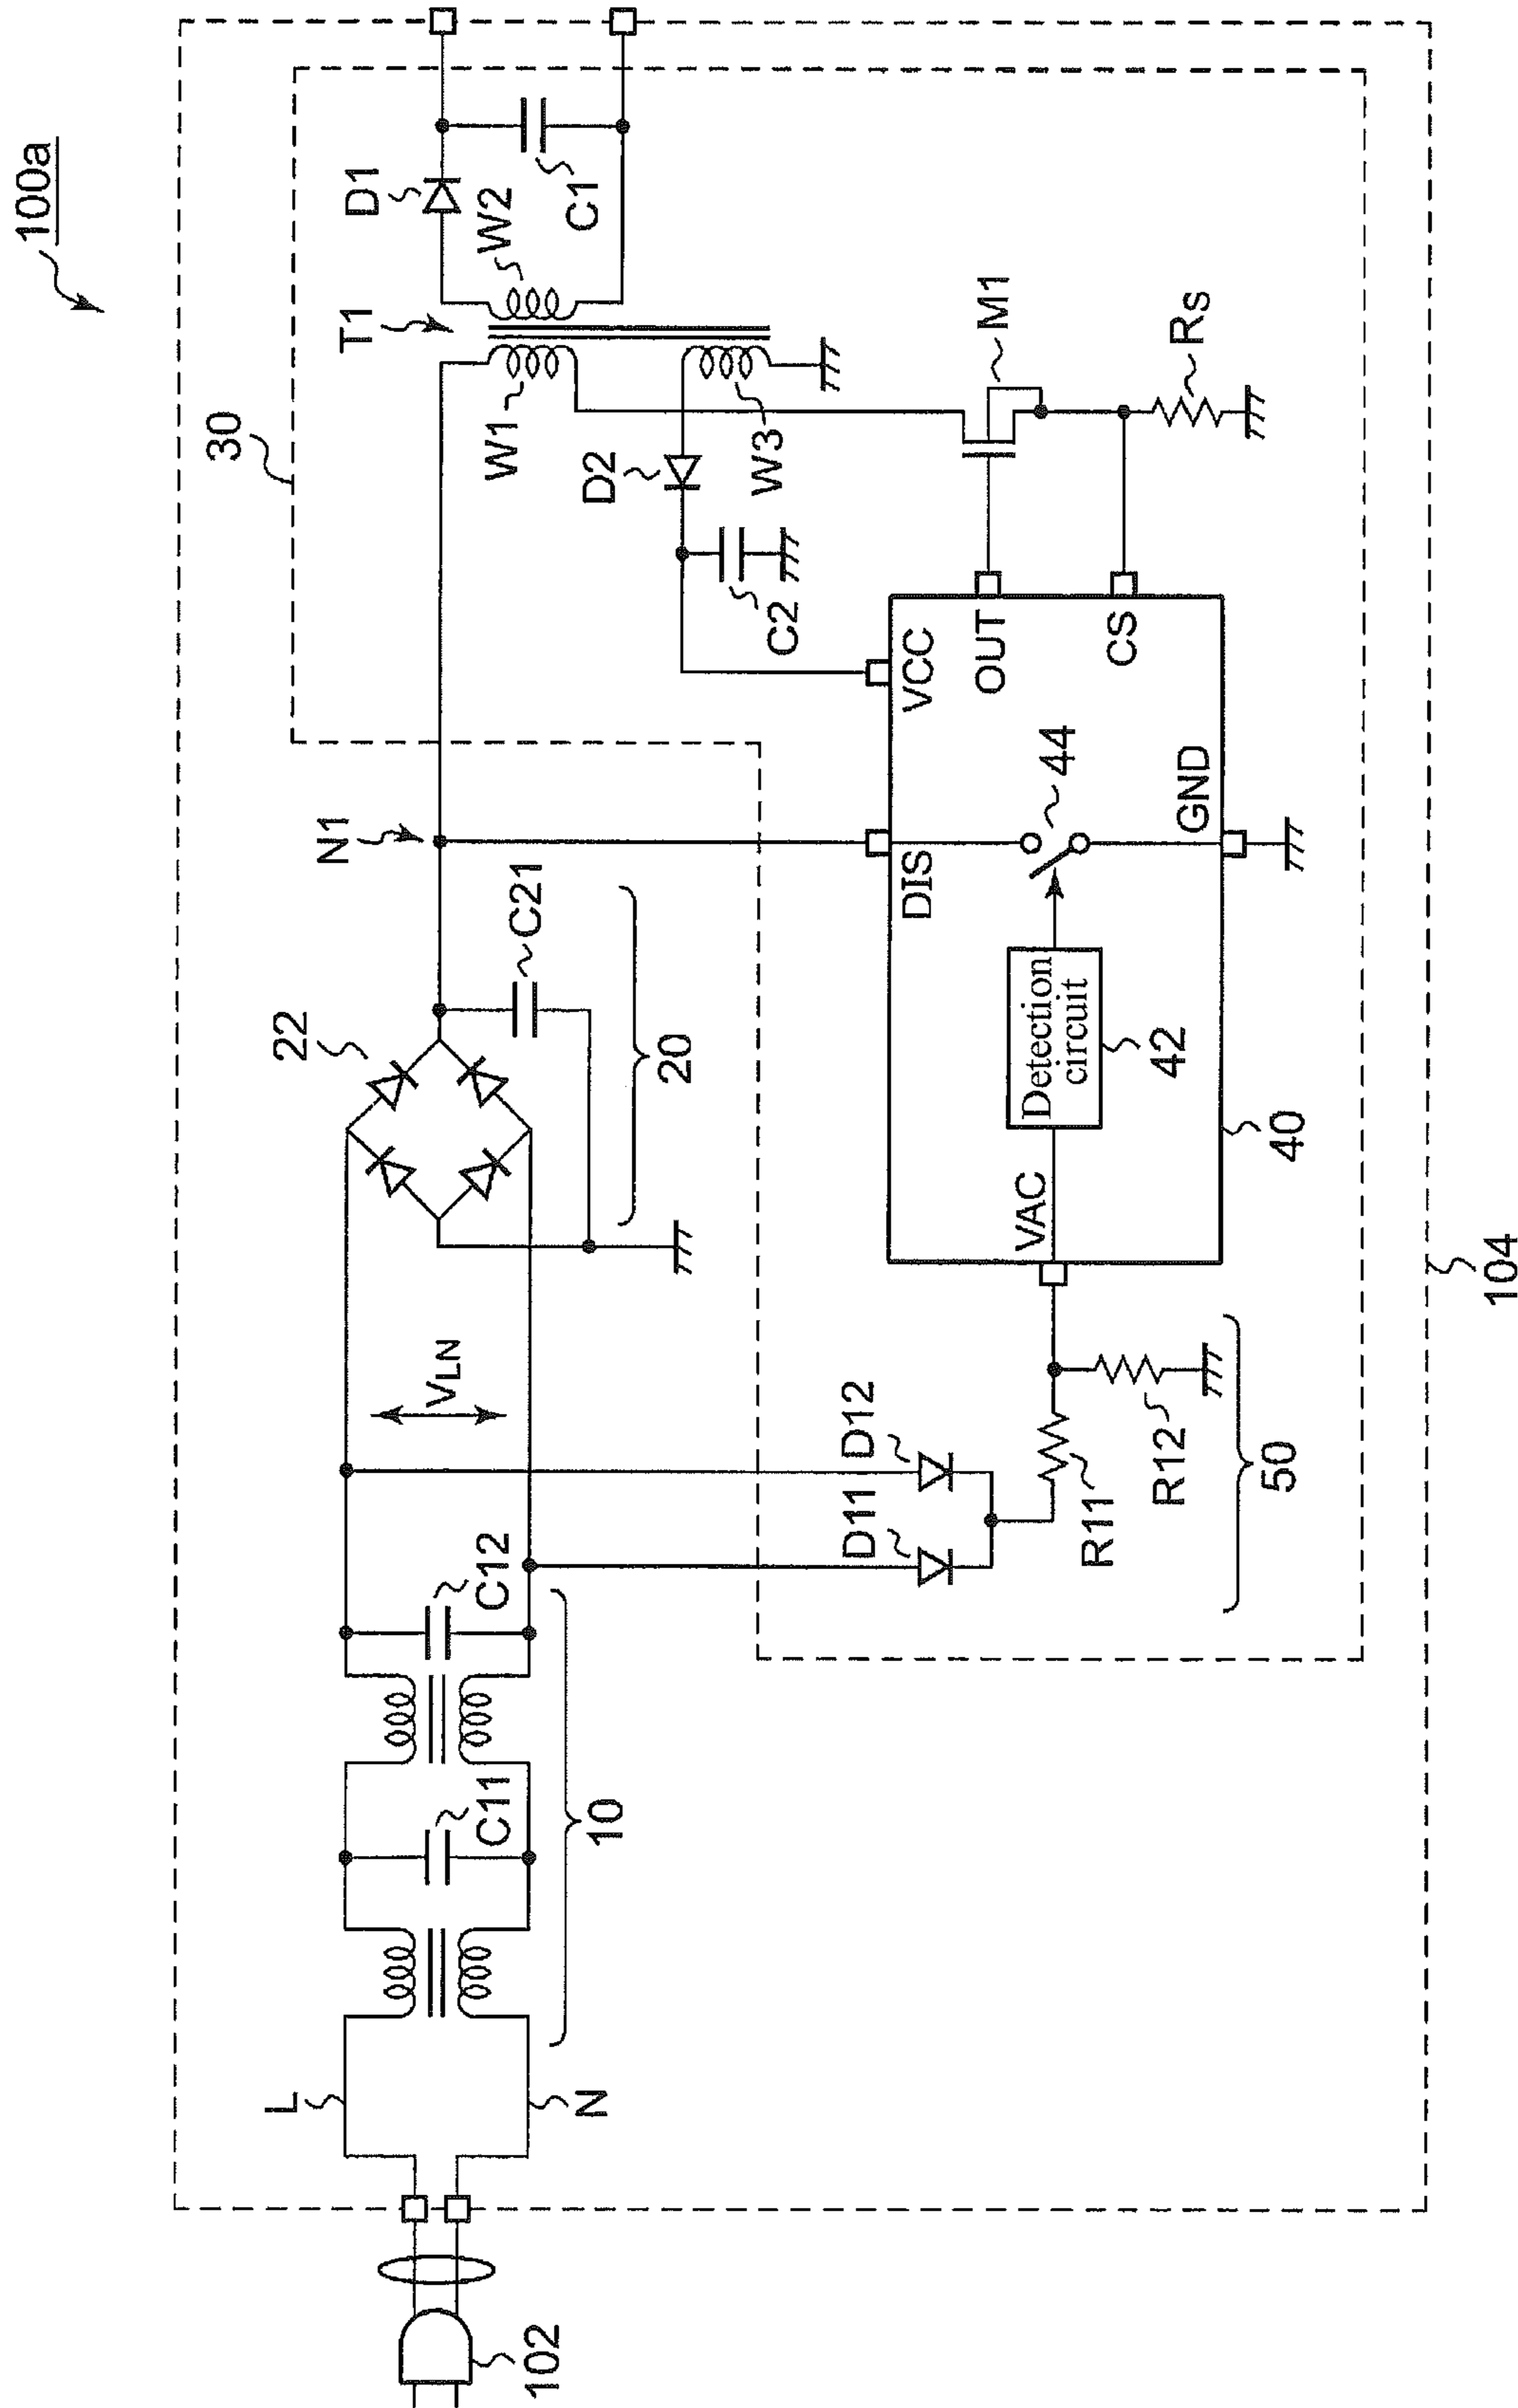 100a
104
30
D1
C1
T1
W2
W1
W3
D2
C2
M1
RS
N1
VCC
OUT
CS
DIS
44
GND
Detection
circuit
42
VAC
40
22
C21
20
VLN
D12
D11
R11
R12
50
C12
C11
10
L
N
102